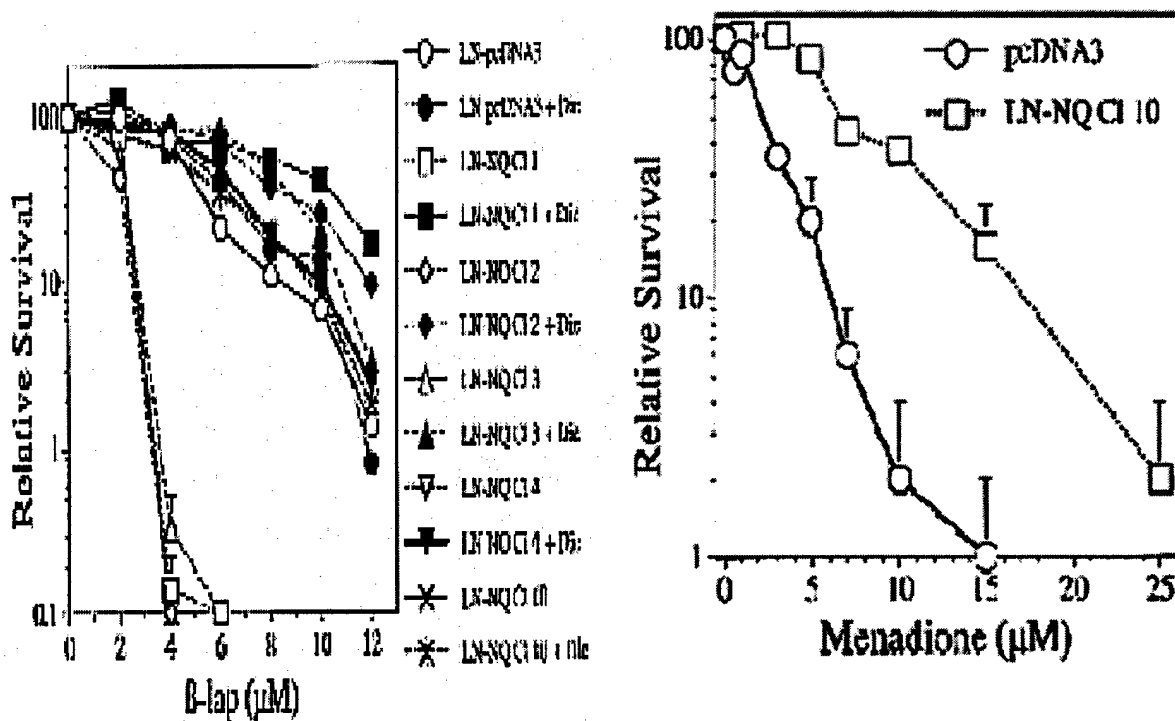 Relative Survival
100
10
1
0.1
0 2 4 6 8 10 12
ß-lap (µM)
LN-pcDNA3
LN-pcDNA3 + Dic
LN-NQ Cl 1
LN-NQ Cl 1 + Dic
LN-NQ Cl 2
LN-NQ Cl 2 + Dic
LN-NQ Cl 3
LN-NQ Cl 3 + Dic
LN-NQ Cl 4
LN-NQ Cl 4 + Dic
LN-NQ Cl 10
LN-NQ Cl 10 + Dic
Relative Survival
100
10
1
0 5 10 15 20 25
Menadione (µM)
pcDNA3
LN-NQ Cl 10